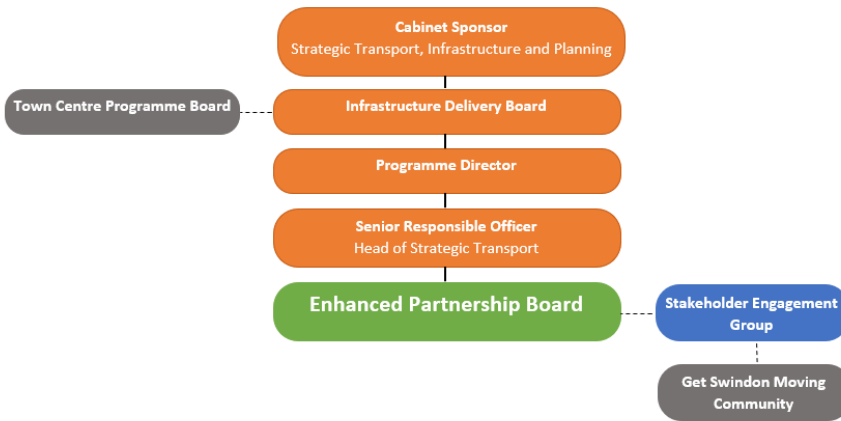 Cabinet Sponsor
Strategic Transport, Infrastructure and Planning
Town Centre Programme Board
Infrastructure Delivery Board
Programme Director
Senior Responsible Officer
Head of Strategic Transport
Enhanced Partnership Board
Stakeholder Engagement
Group
Get Swindon Moving
Community